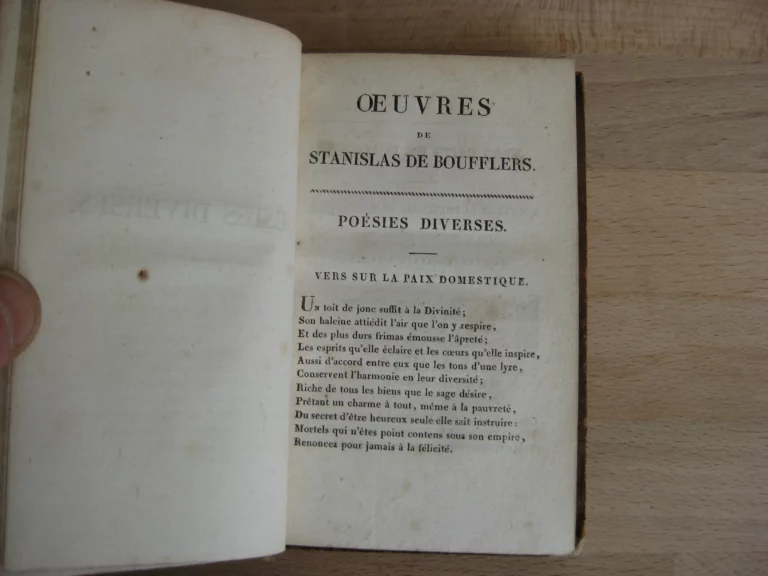 ŒUVRES
DE
STANISLAS DE BOUFFLERS.
POÉSIES DIVERSES.
VERS SUR LA PAIX DOMESTIQUE.
UN toit de jonc suffit à la Divinité;
Son haleine attiédit l'air que l'on y respire,
Et des plus durs frimas émousse l'âpreté;
Les esprits qu'elle éclaire et les cœurs qu'elle inspire,
Aussi d'accord entre eux que les tons d'une lyre,
Conservent l'harmonie en leur diversité;
Riche de tous les biens que le sage désire,
Prêtant un charme à tout, même à la pauvreté,
Du secret d'être heureux seule elle sait instruire:
Mortels qui n'êtes point contens sous son empire,
Renoncez pour jamais à la félicité.